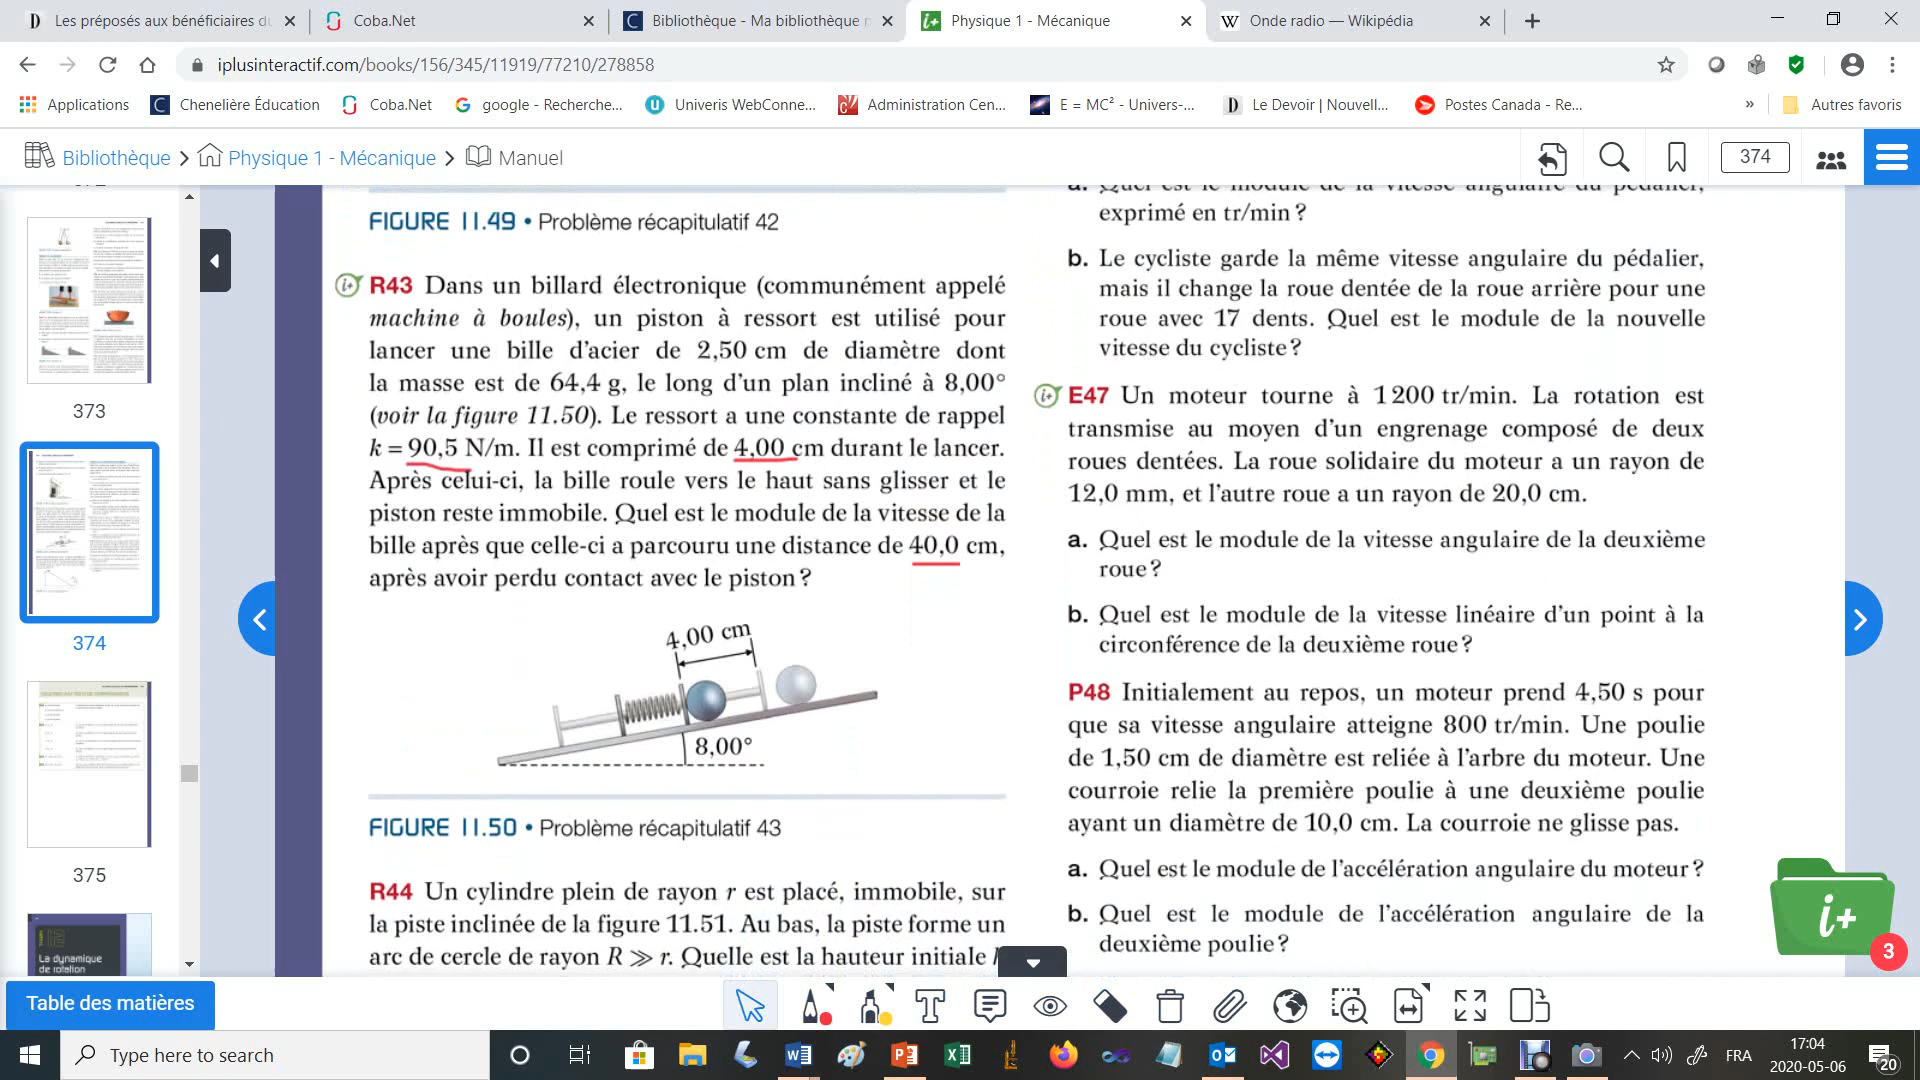 Les préposés aux bénéficiaires du
Coba.Net
Bibliothèque - Ma bibliothèque n
Physique 1 - Mécanique
Onde radio — Wikipédia
iplusinteractif.com/books/156/345/11919/77210/278858
Applications
Chenelière Éducation
Coba.Net
google - Recherche...
Univeris WebConne...
Administration Cen...
E = MC² - Univers-...
Le Devoir | Nouvell...
Postes Canada - Re...
»
Autres favoris
Bibliothèque
Physique 1 - Mécanique
Manuel
374
373
374
375
La dynamique
de rotation
FIGURE 11.49 • Problème récapitulatif 42
R43 Dans un billard électronique (communément appelé
machine à boules), un piston à ressort est utilisé pour
lancer une bille d'acier de 2,50 cm de diamètre dont
la masse est de 64,4 g, le long d'un plan incliné à 8,00°
(voir la figure 11.50). Le ressort a une constante de rappel
k = 90,5 N/m. Il est comprimé de 4,00 cm durant le lancer.
Après celui-ci, la bille roule vers le haut sans glisser et le
piston reste immobile. Quel est le module de la vitesse de la
bille après que celle-ci a parcouru une distance de 40,0 cm,
après avoir perdu contact avec le piston ?
4,00 cm
8,00°
FIGURE 11.50 • Problème récapitulatif 43
R44 Un cylindre plein de rayon r est placé, immobile, sur
la piste inclinée de la figure 11.51. Au bas, la piste forme un
arc de cercle de rayon R ≫ r. Quelle est la hauteur initiale
a. Quel est le module de la vitesse angulaire du pédalier,
exprimé en tr/min ?
b. Le cycliste garde la même vitesse angulaire du pédalier,
mais il change la roue dentée de la roue arrière pour une
roue avec 17 dents. Quel est le module de la nouvelle
vitesse du cycliste ?
E47 Un moteur tourne à 1 200 tr/min. La rotation est
transmise au moyen d'un engrenage composé de deux
roues dentées. La roue solidaire du moteur a un rayon de
12,0 mm, et l'autre roue a un rayon de 20,0 cm.
a. Quel est le module de la vitesse angulaire de la deuxième
roue ?
b. Quel est le module de la vitesse linéaire d'un point à la
circonférence de la deuxième roue ?
P48 Initialement au repos, un moteur prend 4,50 s pour
que sa vitesse angulaire atteigne 800 tr/min. Une poulie
de 1,50 cm de diamètre est reliée à l'arbre du moteur. Une
courroie relie la première poulie à une deuxième poulie
ayant un diamètre de 10,0 cm. La courroie ne glisse pas.
a. Quel est le module de l'accélération angulaire du moteur ?
b. Quel est le module de l'accélération angulaire de la
deuxième poulie ?
i+
3
Table des matières
Type here to search
FRA
17:04
2020-05-06
20